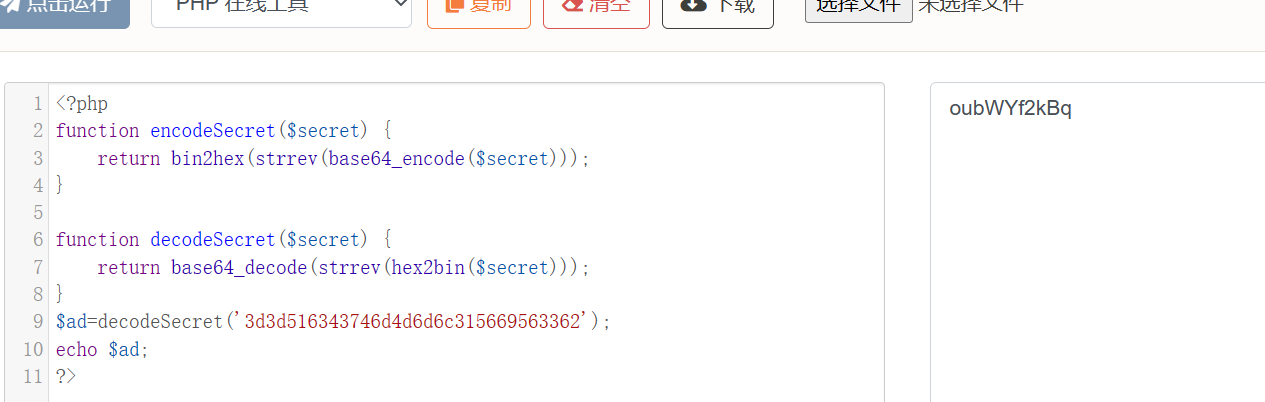 点击运行 PHP 在线工具 复制 清空 下载 选择文件 未选择文件
1 <?php
2 function encodeSecret($secret) {
3     return bin2hex(strrev(base64_encode($secret)));
4 }
5
6 function decodeSecret($secret) {
7     return base64_decode(strrev(hex2bin($secret)));
8 }
9 $ad=decodeSecret('3d3d516343746d4d6d6c315669563362');
10 echo $ad;
11 ?>
oubWYf2kBq